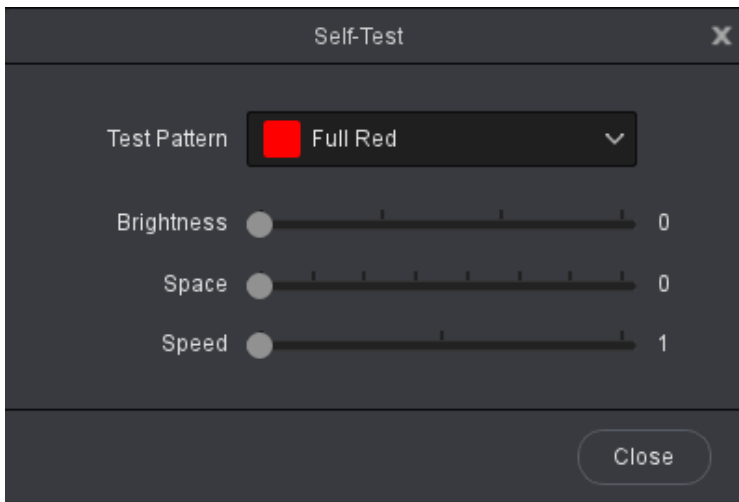 Self-Test
Test Pattern Full Red
Brightness 0
Space 0
Speed 1
Close